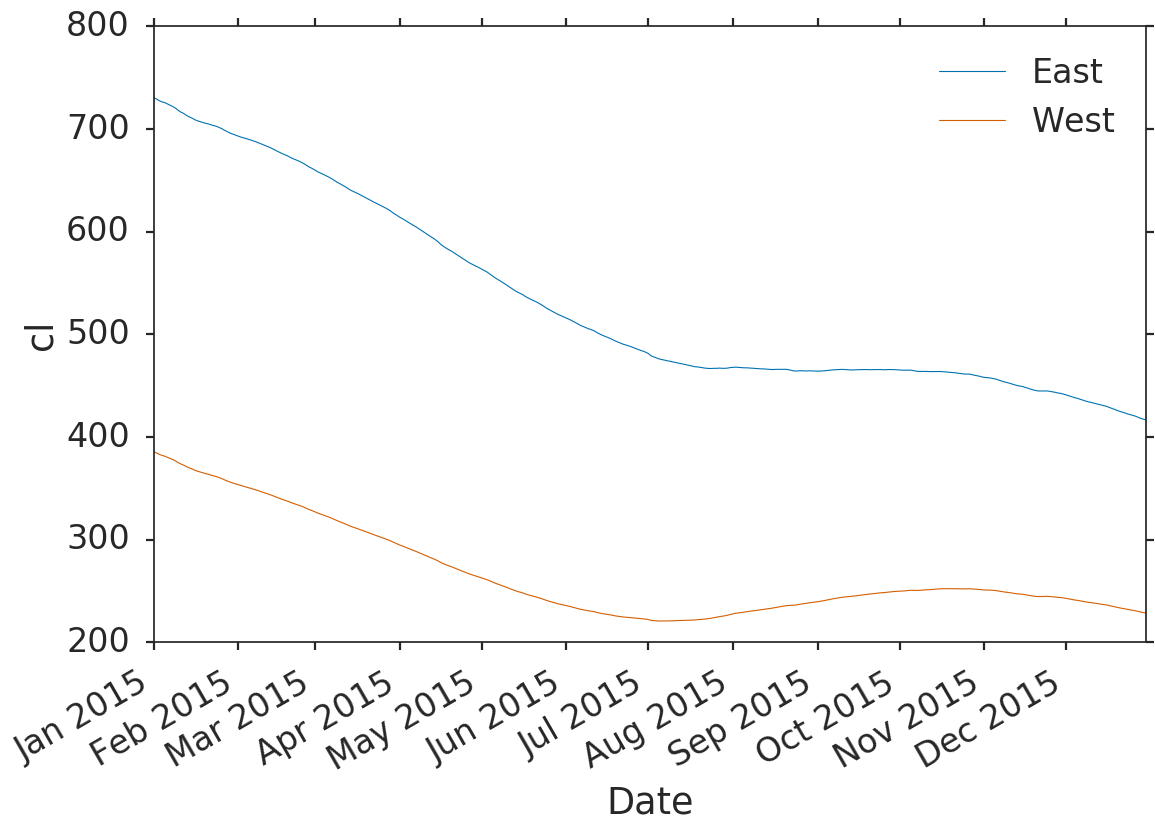 800
700
600
500
400
300
200
cl
East
West
Jan 2015
Feb 2015
Mar 2015
Apr 2015
May 2015
Jun 2015
Jul 2015
Aug 2015
Sep 2015
Oct 2015
Nov 2015
Dec 2015
Date